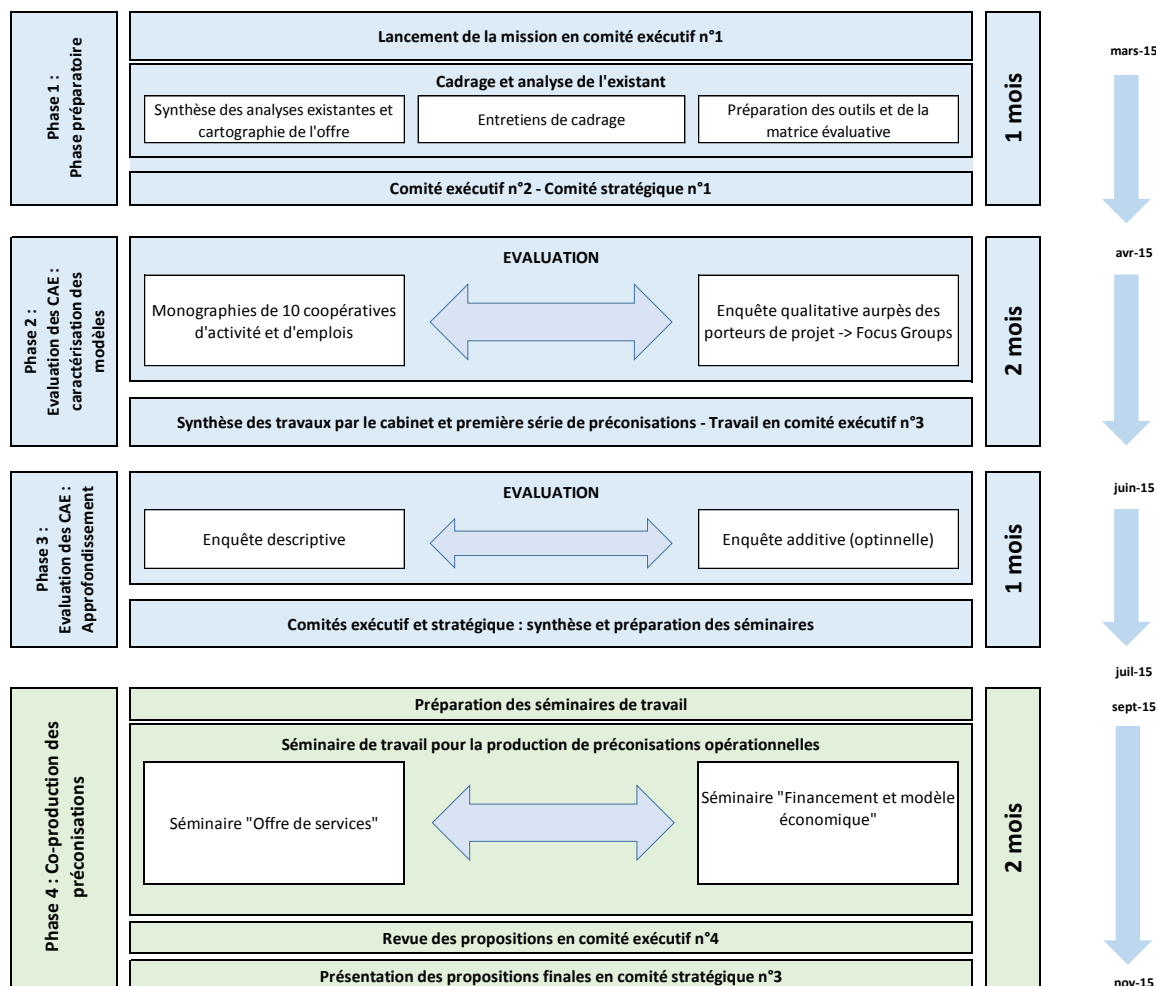 Phase 1 :
Phase préparatoire
Lancement de la mission en comité exécutif n°1
Cadrage et analyse de l'existant
Synthèse des analyses existantes et
cartographie de l'offre
Entretiens de cadrage
Préparation des outils et de la
matrice évaluative
Comité exécutif n°2 - Comité stratégique n°1
1 mois
mars-15
Phase 2 :
Evaluation des CAE :
caractérisation des
modèles
EVALUATION
Monographies de 10 coopératives
d'activité et d'emplois
Enquête qualitative aurpès des
porteurs de projet -> Focus Groups
Synthèse des travaux par le cabinet et première série de préconisations - Travail en comité exécutif n°3
2 mois
avr-15
Phase 3 :
Evaluation des CAE :
Approfondissement
EVALUATION
Enquête descriptive
Enquête additive (optinnelle)
Comités exécutif et stratégique : synthèse et préparation des séminaires
1 mois
juin-15
juil-15
Phase 4 : Co-production des
préconisations
Préparation des séminaires de travail
Séminaire de travail pour la production de préconisations opérationnelles
Séminaire "Offre de services"
Séminaire "Financement et modèle
économique"
Revue des propositions en comité exécutif n°4
Présentation des propositions finales en comité stratégique n°3
2 mois
sept-15
nov-15